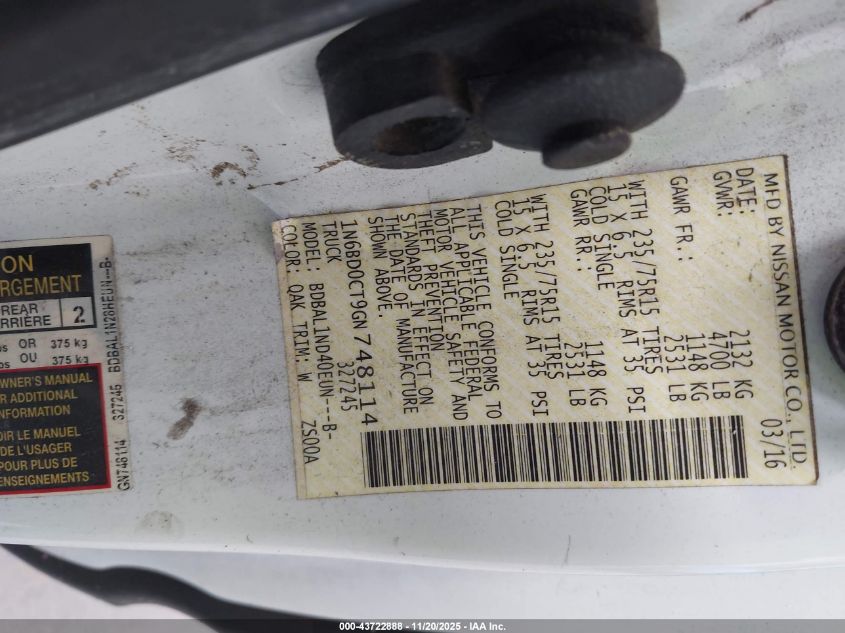 MFD BY NISSAN MOTOR CO., LTD.
DATE: 03/16
GVWR: 2132 KG
4700 LB
GAWR FR.: 1148 KG
2531 LB
WITH 235/75R15 TIRES
15 X 6.5 RIMS AT 35 PSI
COLD SINGLE
GAWR RR.: 1148 KG
2531 LB
WITH 235/75R15 TIRES
15 X 6.5 RIMS AT 35 PSI
COLD SINGLE
THIS VEHICLE CONFORMS TO
ALL APPLICABLE FEDERAL
MOTOR VEHICLE SAFETY AND
THEFT PREVENTION
STANDARDS IN EFFECT ON
THE DATE OF MANUFACTURE
SHOWN ABOVE.
1N6BD0CT9GN748114
TRUCK 327245
MODEL: BDBAL1ND40EUN---B-
COLOR: QAK TRIM: W ZS00A
ON
RGEMENT
REAR
RRIÈRE 2
OR 375 kg
OU 375 kg
WNER'S MANUAL
R ADDITIONAL
NFORMATION
OIR LE MANUEL
DE L'USAGER
POUR PLUS DE
ENSEIGNEMENTS
GN748114 327245
000-43722888 - 11/20/2025 - IAA Inc.